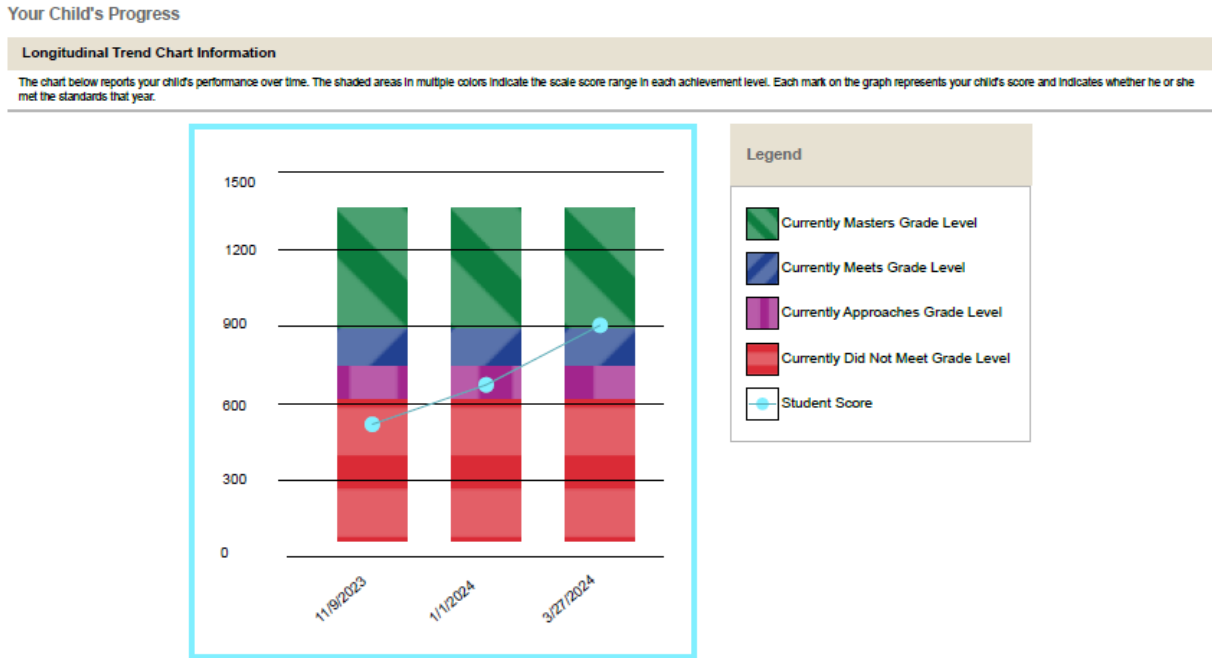 Your Child's Progress
Longitudinal Trend Chart Information
The chart below reports your child's performance over time. The shaded areas in multiple colors indicate the scale score range in each achievement level. Each mark on the graph represents your child's score and indicates whether he or she
met the standards that year.
1500
1200
900
600
300
0
11/9/2023
1/1/2024
3/27/2024
Legend
Currently Masters Grade Level
Currently Meets Grade Level
Currently Approaches Grade Level
Currently Did Not Meet Grade Level
Student Score